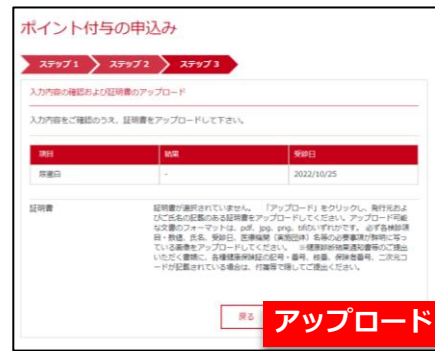 ポイント付与の申込み
ステップ1 ステップ2 ステップ3
入力内容の確認および証明書のアップロード
入力内容をご確認のうえ、証明書をアップロードして下さい。
項目 結果 受診日
尿蛋白 - 2022/10/25
証明書
証明書が選択されていません。 「アップロード」をクリックし、発行元およ
びご氏名の記載のある証明書をアップロードしてください。アップロード可能
な文書のフォーマットは、pdf、jpg、png、tifのいずれかです。 必ず各検診項
目・数値、氏名、受診日、医療機関（実施団体）名等の必要事項が鮮明に写っ
ている画像をアップロードしてください。 ※健康診断結果通知書等のご提出
いただく書類に、各種健康保険証の記号・番号、枝番、保険者番号、二次元コ
ードが記載されている場合は、付箋等で隠してご提出ください。
戻る
アップロード